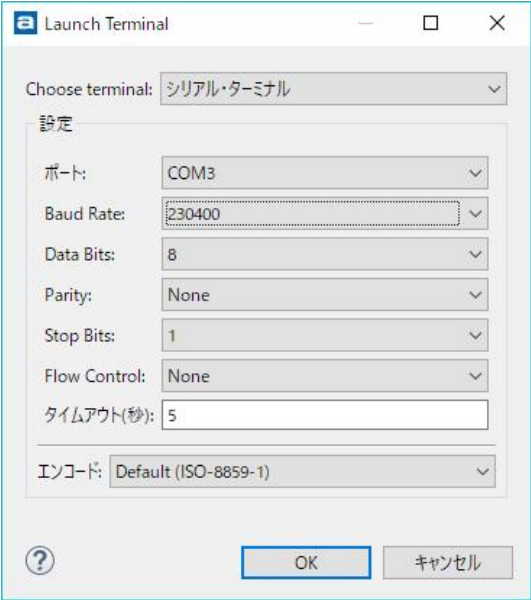 a Launch Terminal
Choose terminal: シリアル・ターミナル
設定
ポート: COM3
Baud Rate: 230400
Data Bits: 8
Parity: None
Stop Bits: 1
Flow Control: None
タイムアウト(秒): 5
エンコード: Default (ISO-8859-1)
? OK キャンセル